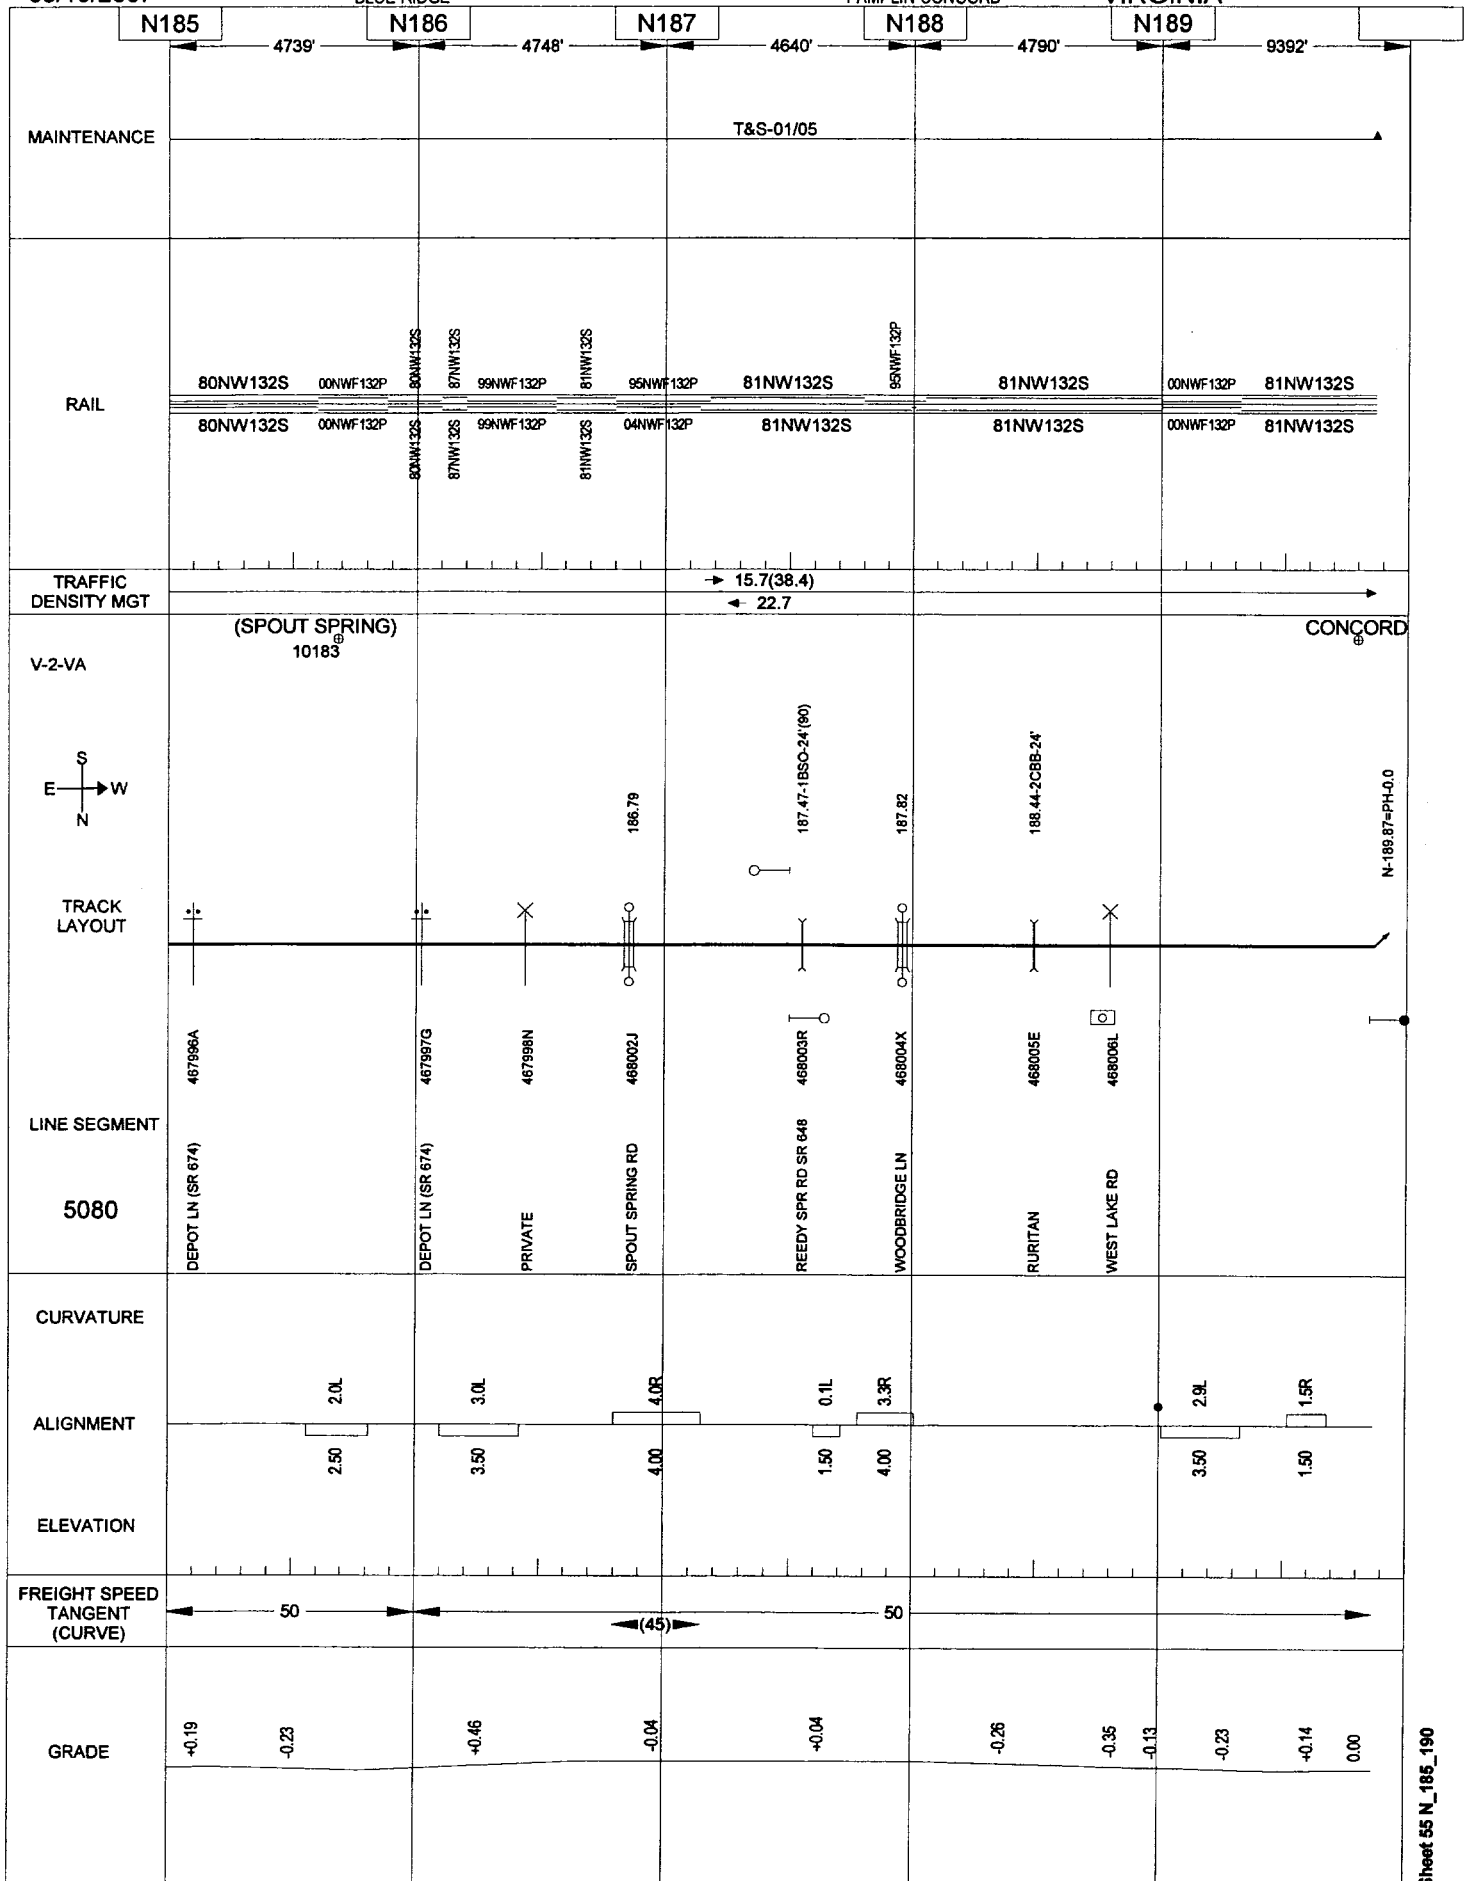 BLUE RIDGE
PAMPLIN-CONCORD
VIRGINIA
N185
N186
N187
N188
N189
4739'
4748'
4640'
4790'
9392'
MAINTENANCE
T&S-01/05
RAIL
80NW132S
00NWF132P
80NW132S
87NW132S
99NWF132P
81NW132S
95NWF132P
81NW132S
95NWF132P
81NW132S
00NWF132P
81NW132S
80NW132S
00NWF132P
80NW132S
87NW132S
99NWF132P
81NW132S
04NWF132P
81NW132S
81NW132S
00NWF132P
81NW132S
TRAFFIC
DENSITY MGT
15.7(38.4)
22.7
(SPOUT SPRING)
10183
CONCORD
V-2-VA
S
E W
N
186.79
187.47-1BSO-24'(90)
187.82
188.44-2CBB-24'
N-189.87=PH-0.0
TRACK
LAYOUT
467996A
467997G
467998N
468002J
468003R
468004X
468005E
468006L
LINE SEGMENT
5080
DEPOT LN (SR 674)
DEPOT LN (SR 674)
PRIVATE
SPOUT SPRING RD
REEDY SPR RD SR 648
WOODBRIDGE LN
RURITAN
WEST LAKE RD
CURVATURE
2.0L
3.0L
4.0R
0.1L
3.3R
2.9L
1.5R
ALIGNMENT
2.50
3.50
4.00
1.50
4.00
3.50
1.50
ELEVATION
FREIGHT SPEED
TANGENT
(CURVE)
50
(45)
50
GRADE
+0.19
-0.23
+0.46
-0.04
+0.04
-0.26
-0.35
-0.13
-0.23
+0.14
0.00
Sheet 55 N_185_190